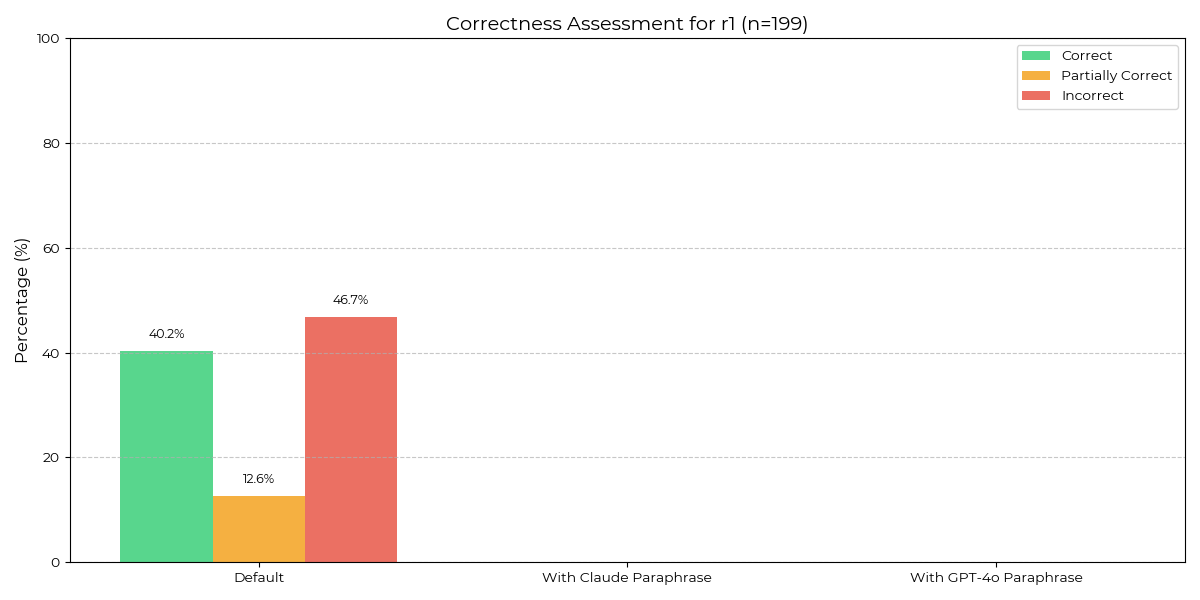 Correctness Assessment for r1 (n=199)
100
80
60
40
20
0
Percentage (%)
Correct
Partially Correct
Incorrect
40.2%
12.6%
46.7%
Default
With Claude Paraphrase
With GPT-4o Paraphrase